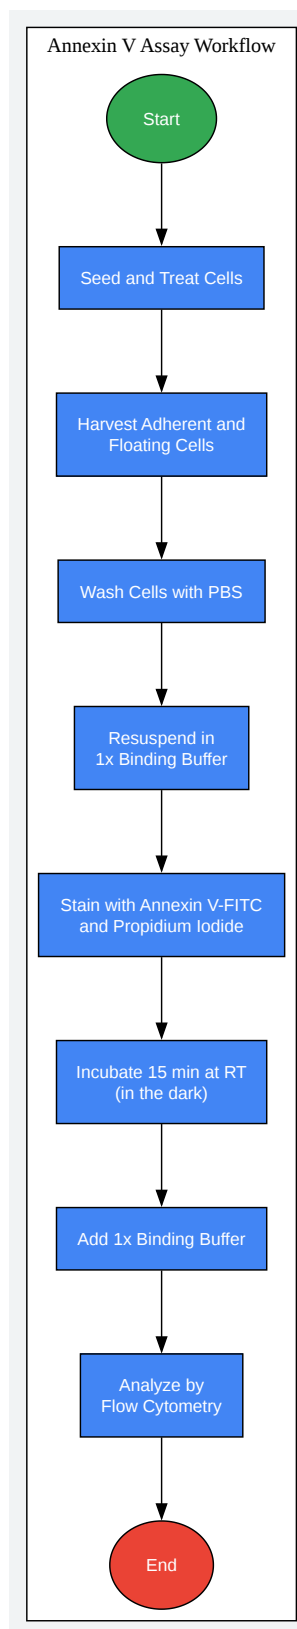 Annexin V Assay Workflow
Start
Seed and Treat Cells
Harvest Adherent and
Floating Cells
Wash Cells with PBS
Resuspend in
1x Binding Buffer
Stain with Annexin V-FITC
and Propidium Iodide
Incubate 15 min at RT
(in the dark)
Add 1x Binding Buffer
Analyze by
Flow Cytometry
End